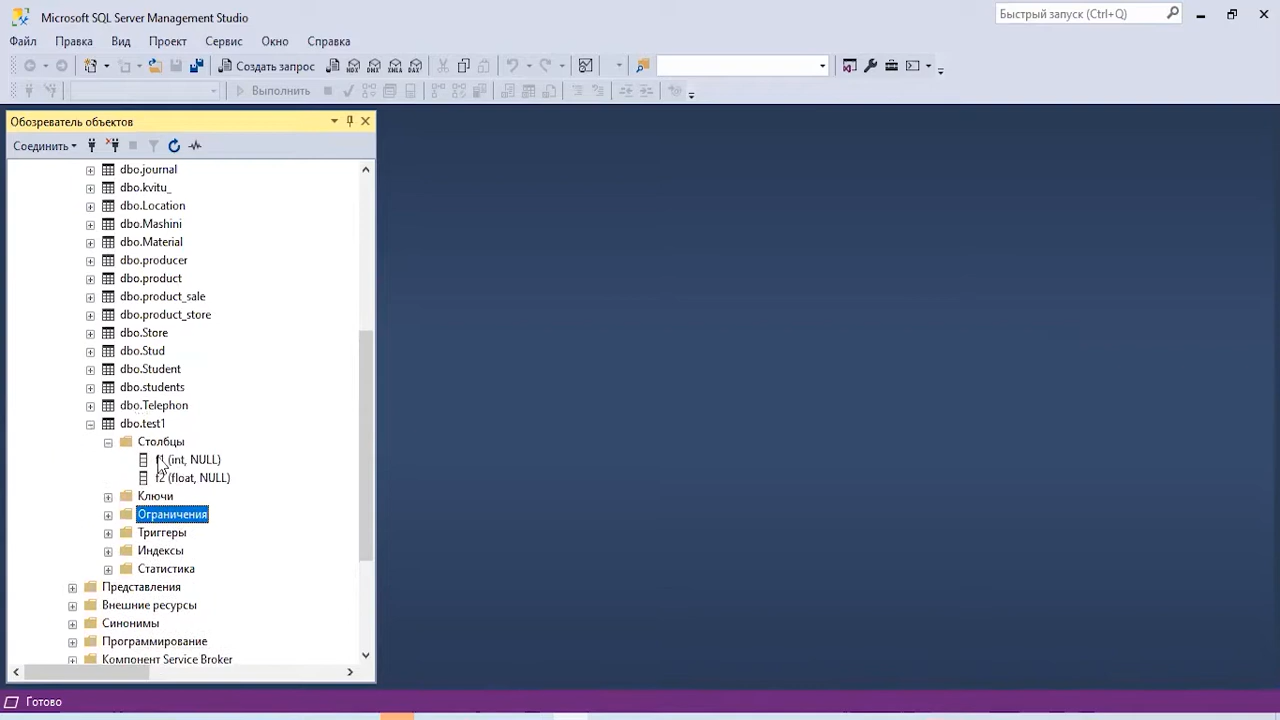 Microsoft SQL Server Management Studio
Быстрый запуск (Ctrl+Q)
Файл Правка Вид Проект Сервис Окно Справка
Создать запрос
Выполнить
Обозреватель объектов
Соединить
dbo.journal
dbo.kvitu_
dbo.Location
dbo.Mashini
dbo.Material
dbo.producer
dbo.product
dbo.product_sale
dbo.product_store
dbo.Store
dbo.Stud
dbo.Student
dbo.students
dbo.Telephon
dbo.test1
Столбцы
f1 (int, NULL)
f2 (float, NULL)
Ключи
Ограничения
Триггеры
Индексы
Статистика
Представления
Внешние ресурсы
Синонимы
Программирование
Компонент Service Broker
Готово